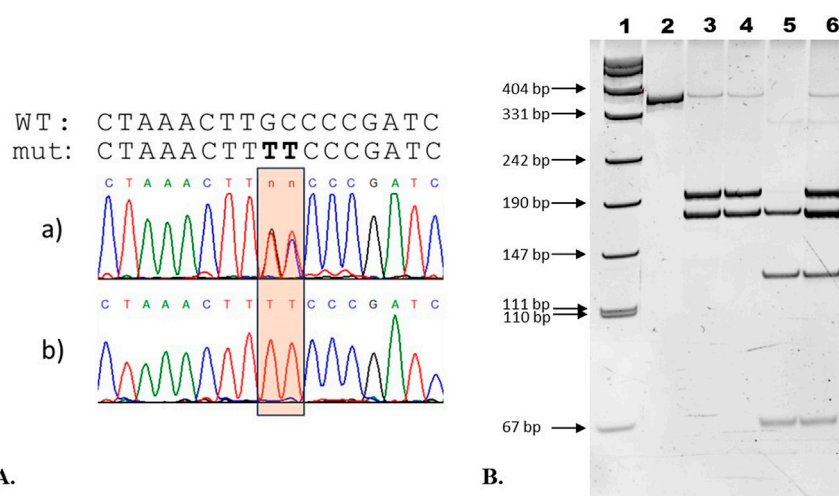 WT: CTAAACTTGCCCCGATC
mut: CTAAACTTTTCCCGATC
a)
C T A A A C T T n n C C C G A T C
b)
C T A A A C T T T T C C C G A T C
A.
1 2 3 4 5 6
404 bp
331 bp
242 bp
190 bp
147 bp
111 bp
110 bp
67 bp
B.